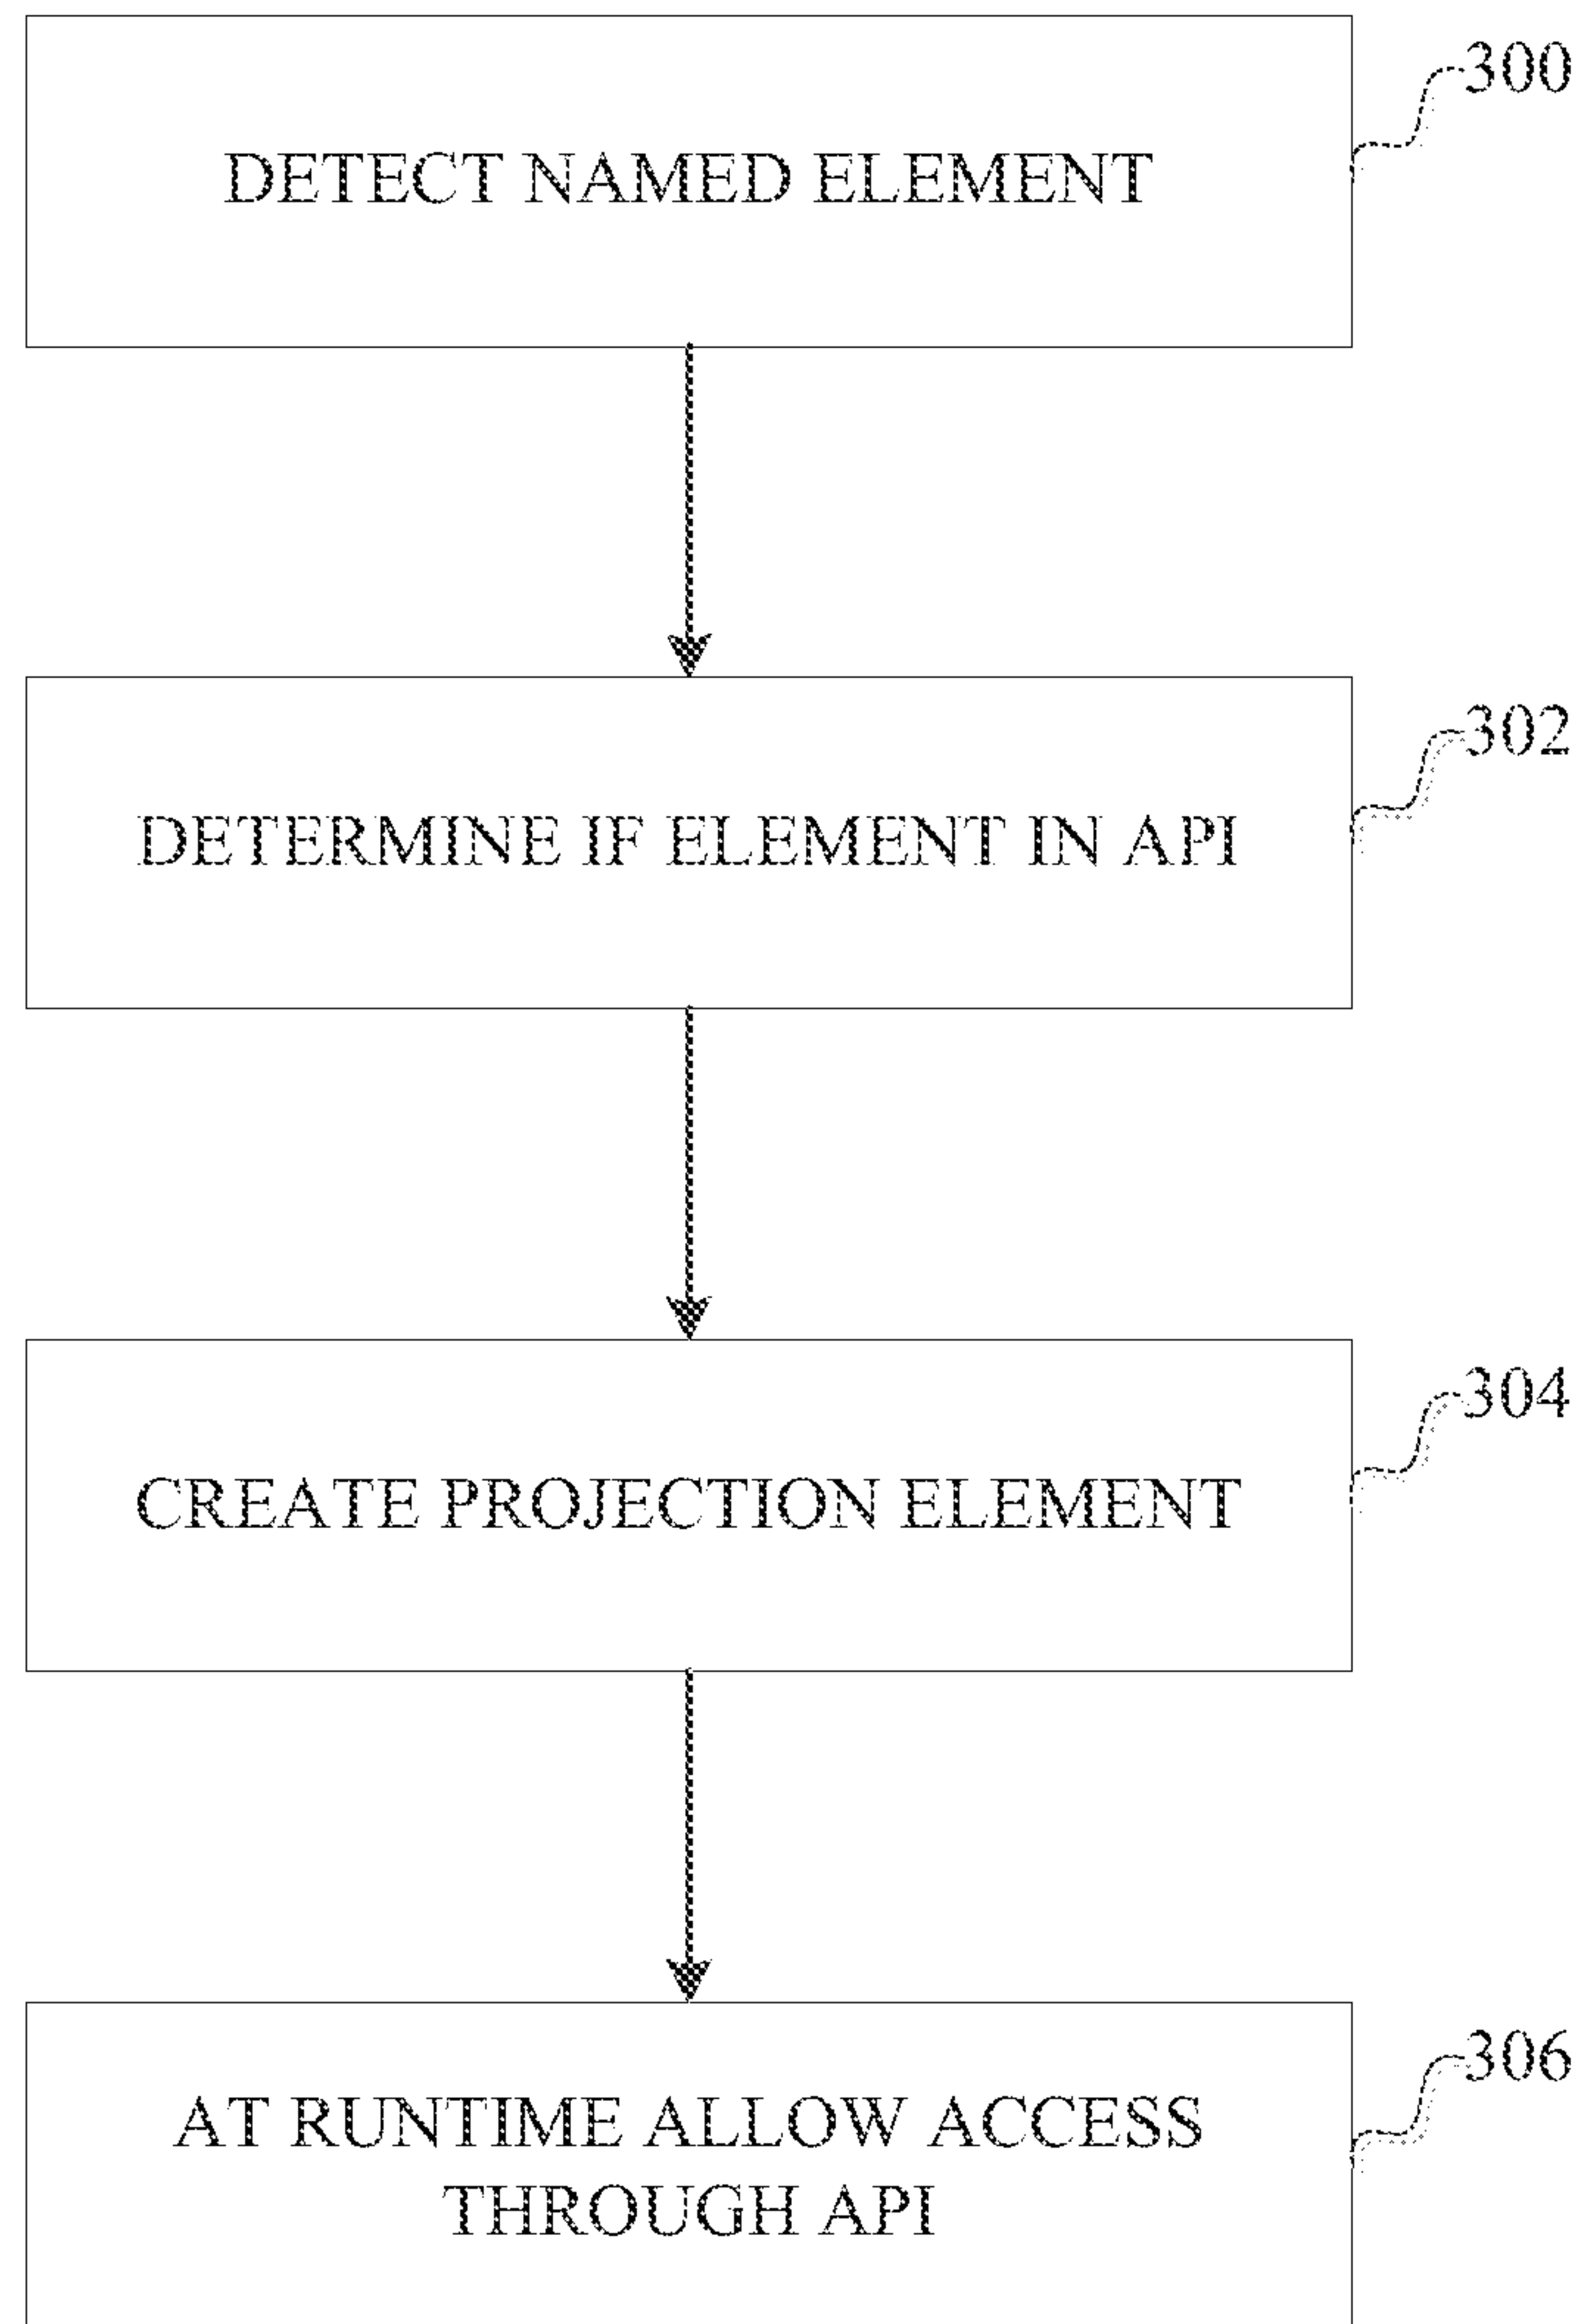 300
DETECT NAMED ELEMENT
302
DETERMINE IF ELEMENT IN API
304
CREATE PROJECTION ELEMENT
306
AT RUNTIME ALLOW ACCESS
THROUGH API